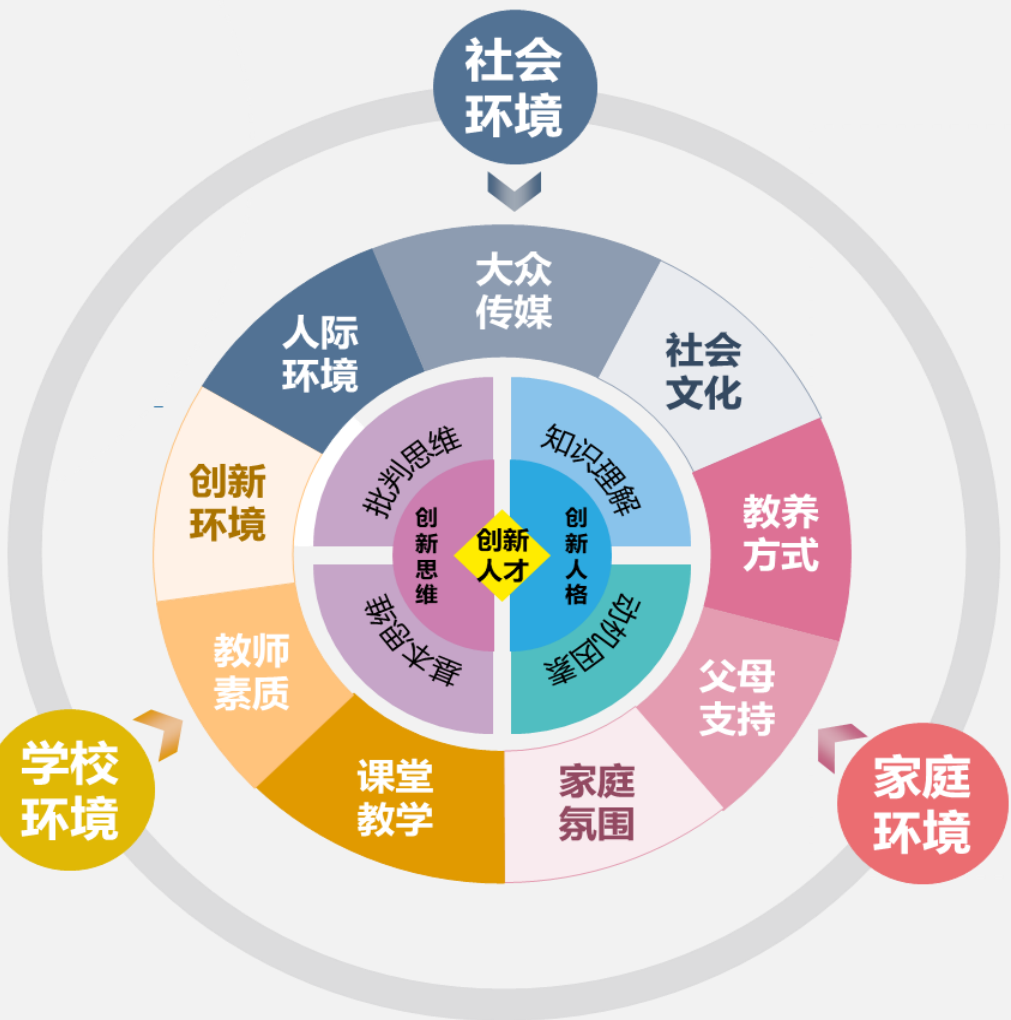 社会
环境
大众
传媒
人际
环境
社会
文化
创新
环境
教养
方式
教师
素质
父母
支持
课堂
教学
家庭
氛围
批判思维
知识理解
创新思维
创新
人才
创新人格
基本思维
动机因素
学校
环境
家庭
环境